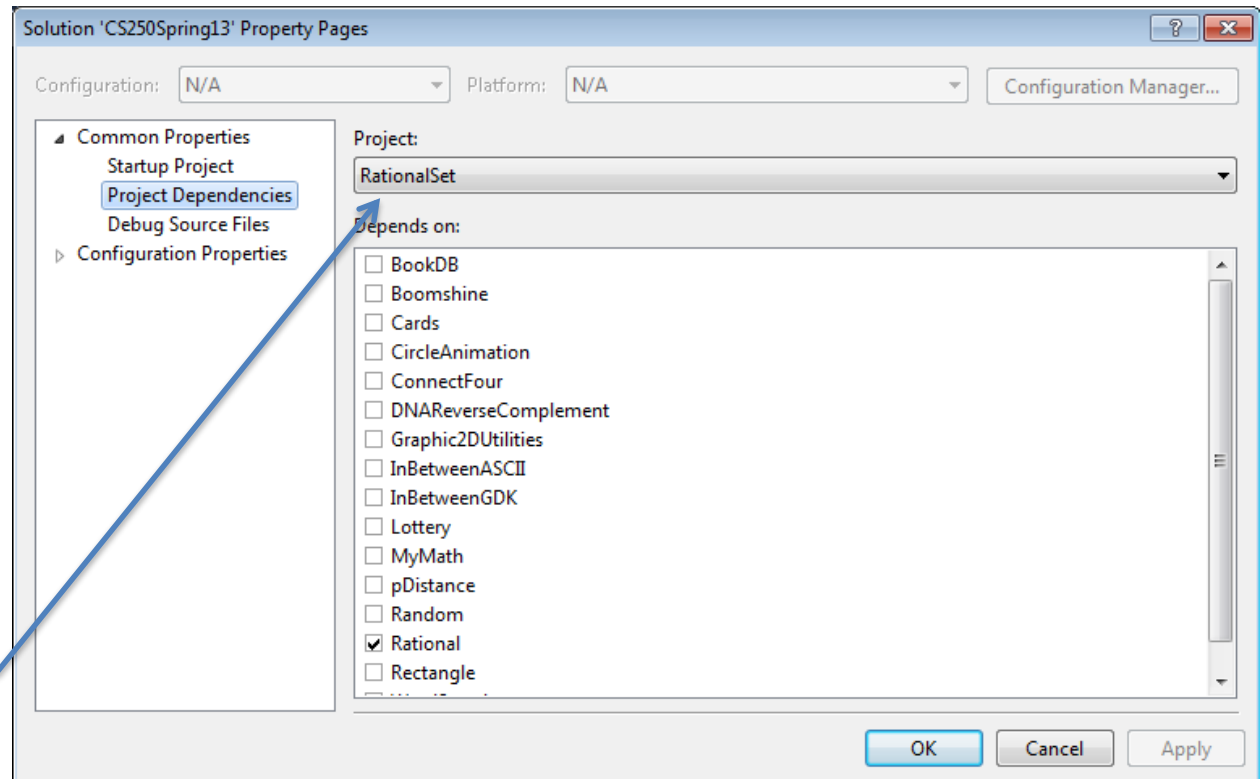 Solution 'CS250Spring13' Property Pages
Configuration: N/A Platform: N/A Configuration Manager...
Common Properties
Startup Project
Project Dependencies
Debug Source Files
Configuration Properties
Project:
RationalSet
Depends on:
BookDB
Boomshine
Cards
CircleAnimation
ConnectFour
DNAReverseComplement
Graphic2DUtilities
InBetweenASCII
InBetweenGDK
Lottery
MyMath
pDistance
Random
Rational
Rectangle
OK Cancel Apply